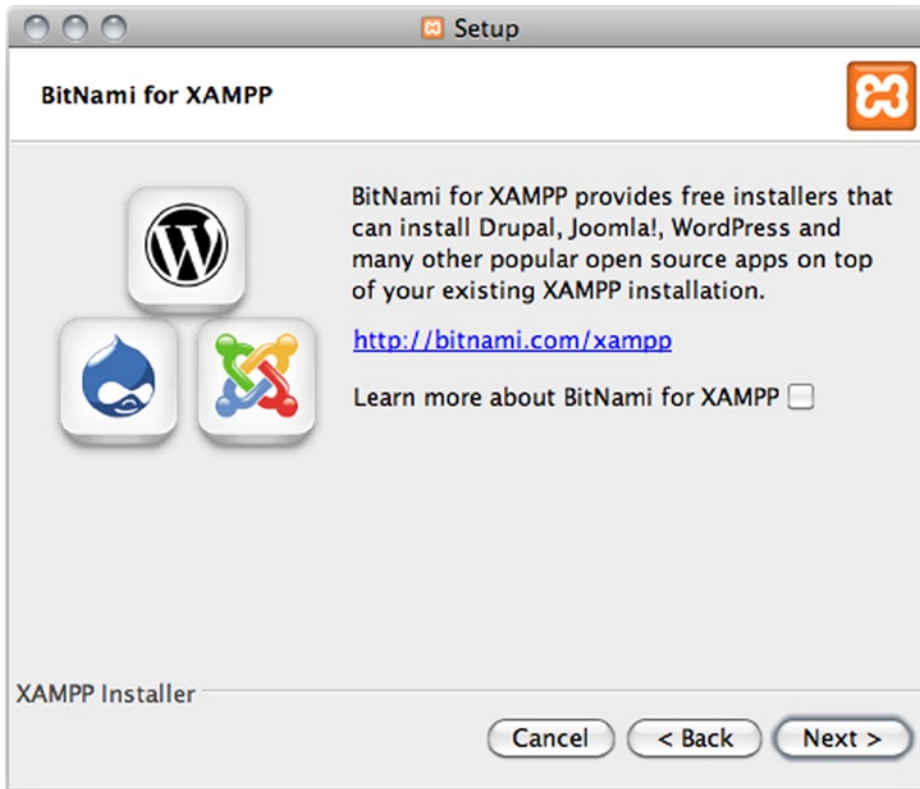 Setup
BitNami for XAMPP
BitNami for XAMPP provides free installers that
can install Drupal, Joomla!, WordPress and
many other popular open source apps on top
of your existing XAMPP installation.
http://bitnami.com/xampp
Learn more about BitNami for XAMPP
XAMPP Installer
Cancel
< Back
Next >